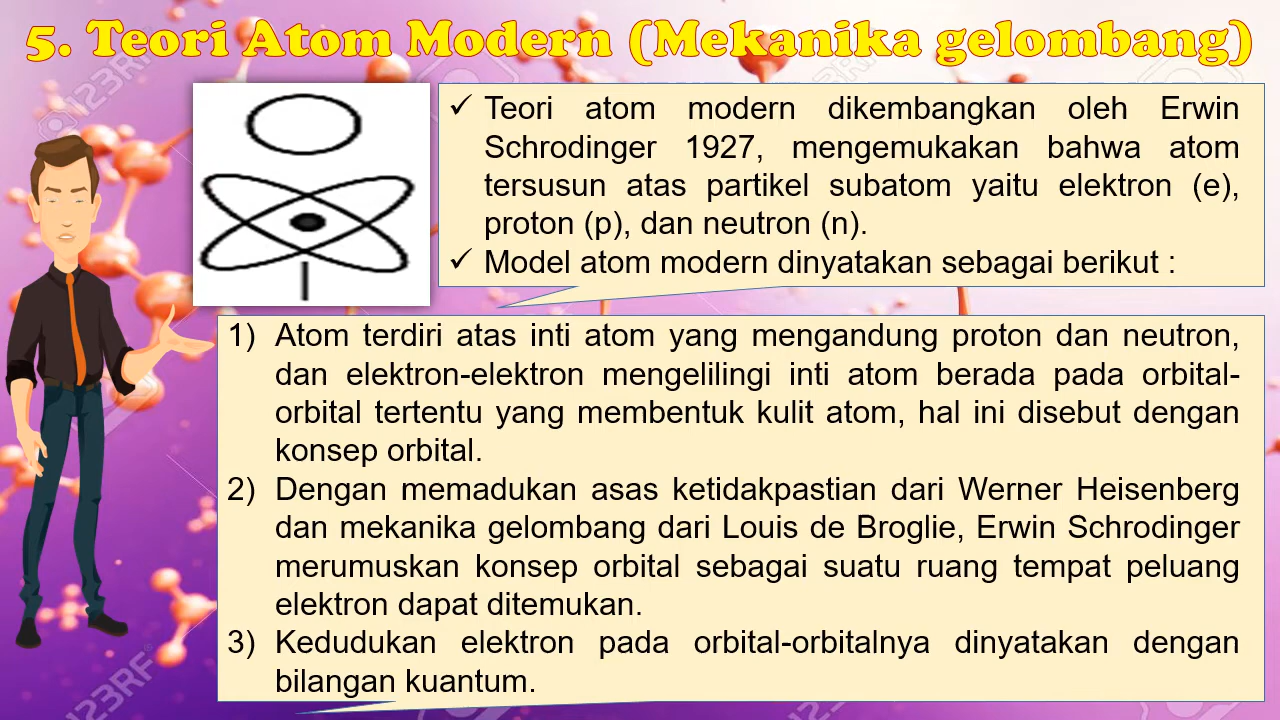 5. Teori Atom Modern (Mekanika gelombang)
✓ Teori atom modern dikembangkan oleh Erwin
Schrodinger 1927, mengemukakan bahwa atom
tersusun atas partikel subatom yaitu elektron (e),
proton (p), dan neutron (n).
✓ Model atom modern dinyatakan sebagai berikut :
1) Atom terdiri atas inti atom yang mengandung proton dan neutron,
dan elektron-elektron mengelilingi inti atom berada pada orbital-
orbital tertentu yang membentuk kulit atom, hal ini disebut dengan
konsep orbital.
2) Dengan memadukan asas ketidakpastian dari Werner Heisenberg
dan mekanika gelombang dari Louis de Broglie, Erwin Schrodinger
merumuskan konsep orbital sebagai suatu ruang tempat peluang
elektron dapat ditemukan.
3) Kedudukan elektron pada orbital-orbitalnya dinyatakan dengan
bilangan kuantum.
123RF
123RF
123RF